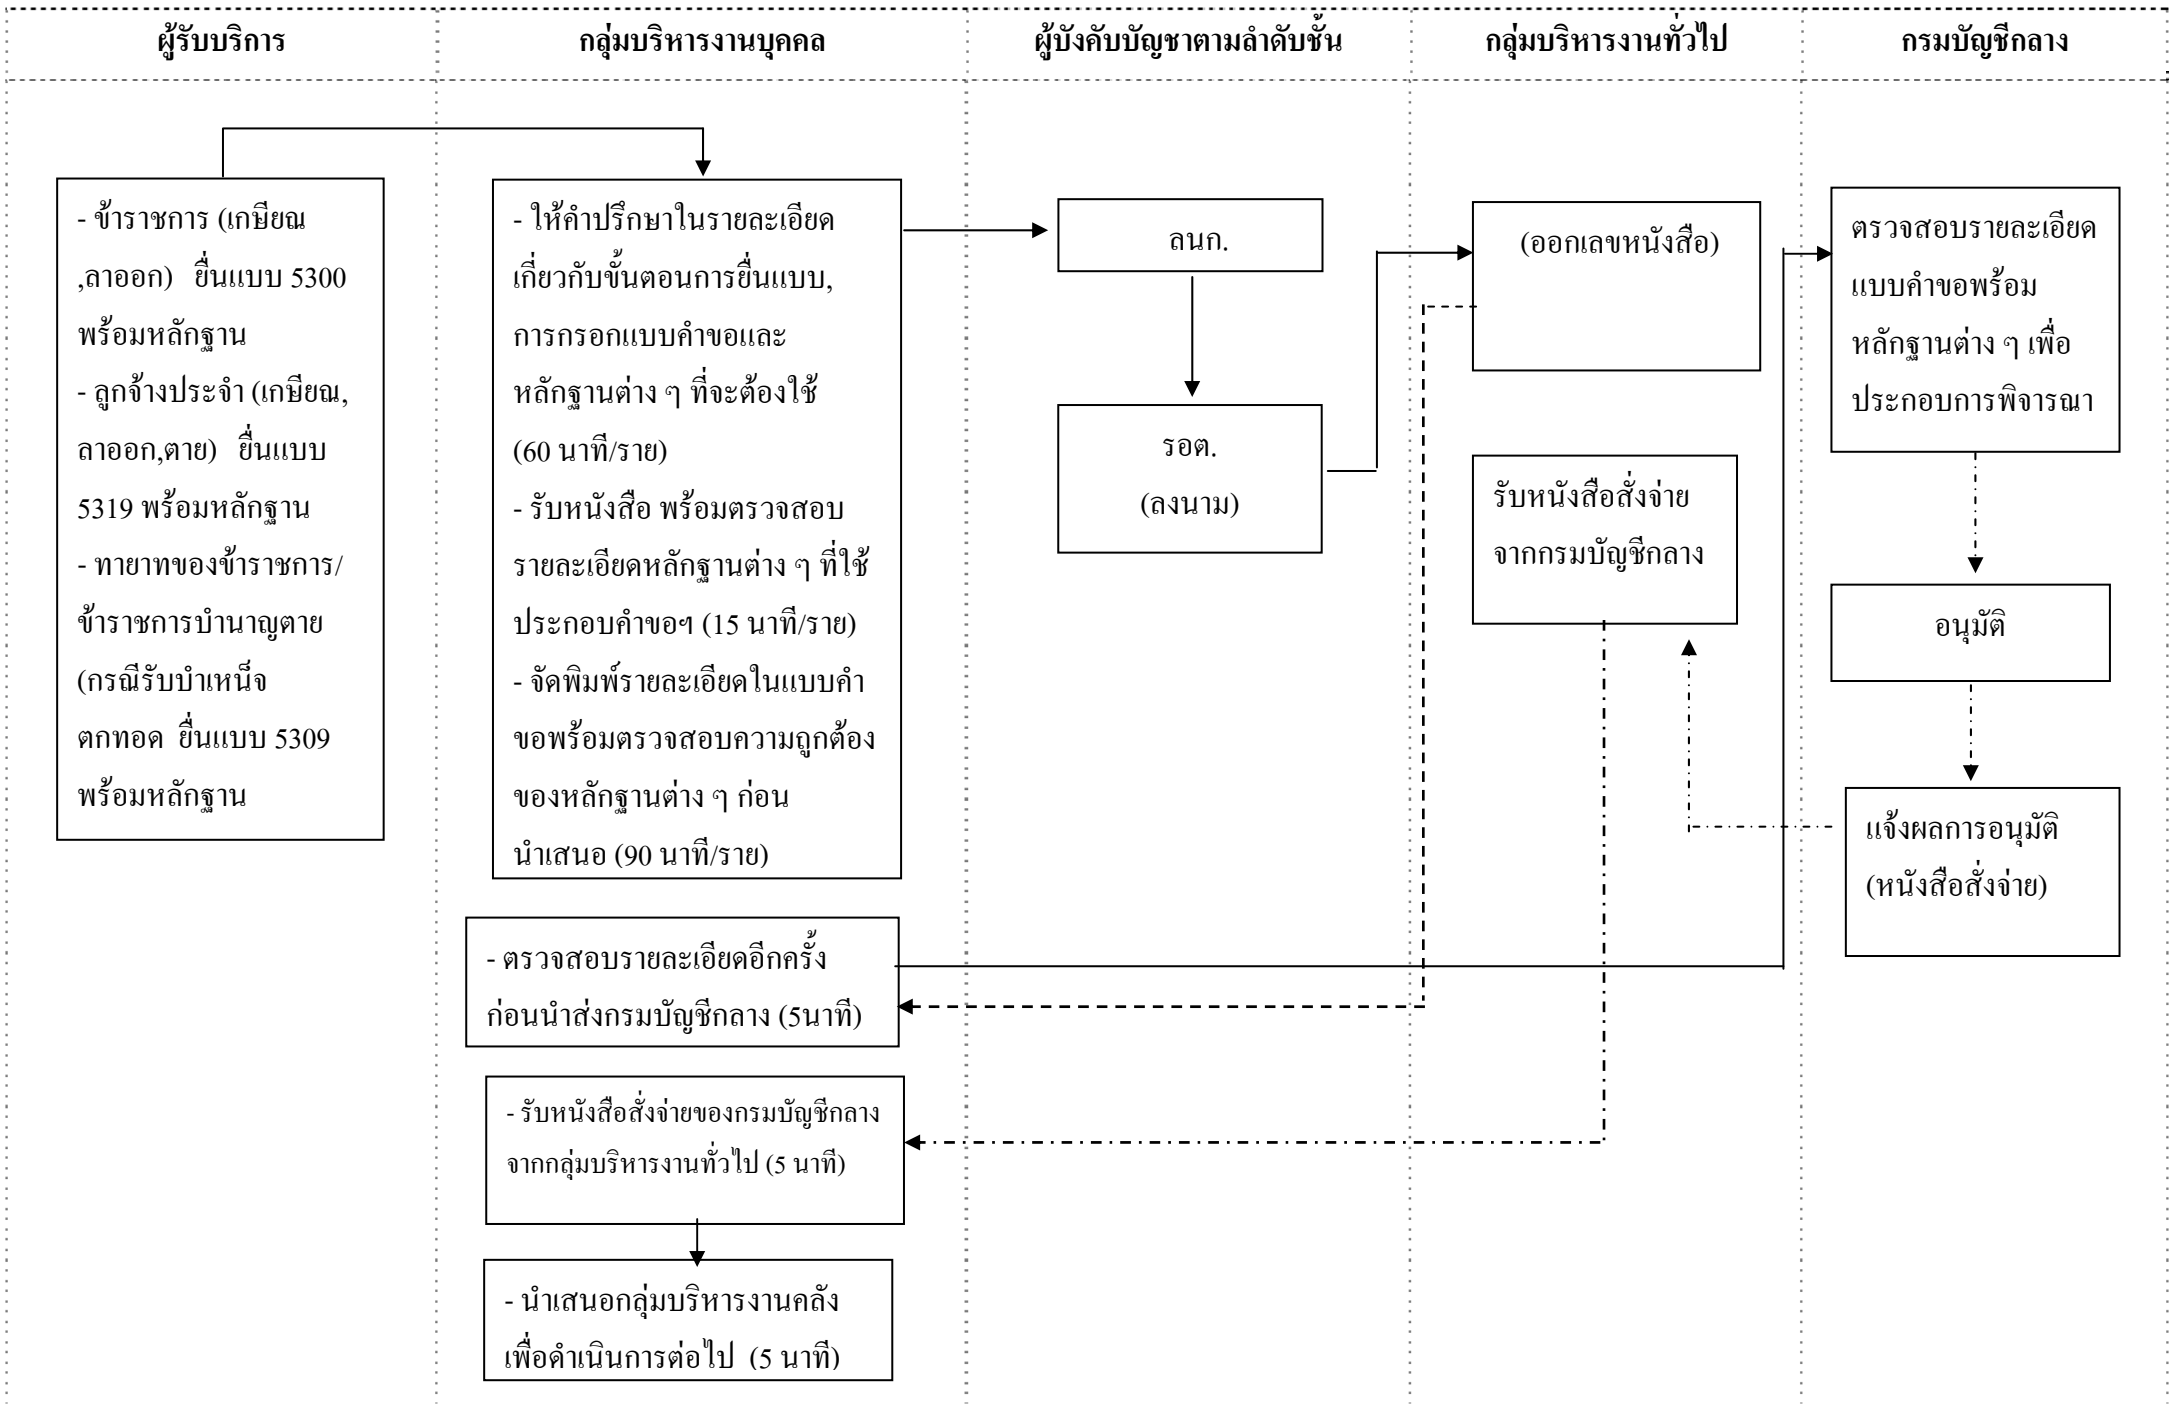 ผู้รับบริการ
กลุ่มบริหารงานบุคคล
ผู้บังคับบัญชาตามลำดับชั้น
กลุ่มบริหารงานทั่วไป
กรมบัญชีกลาง
- ข้าราชการ (เกษียณ
,ลาออก) ยื่นแบบ 5300
พร้อมหลักฐาน
- ลูกจ้างประจำ (เกษียณ,
ลาออก,ตาย) ยื่นแบบ
5319 พร้อมหลักฐาน
- ทายาทของข้าราชการ/
ข้าราชการบำนาญตาย
(กรณีรับบำเหน็จ
ตกทอด ยื่นแบบ 5309
พร้อมหลักฐาน
- ให้คำปรึกษาในรายละเอียด
เกี่ยวกับขั้นตอนการยื่นแบบ,
การกรอกแบบคำขอและ
หลักฐานต่าง ๆ ที่จะต้องใช้
(60 นาที/ราย)
- รับหนังสือ พร้อมตรวจสอบ
รายละเอียดหลักฐานต่าง ๆ ที่ใช้
ประกอบคำขอฯ (15 นาที/ราย)
- จัดพิมพ์รายละเอียดในแบบคำ
ขอพร้อมตรวจสอบความถูกต้อง
ของหลักฐานต่าง ๆ ก่อน
นำเสนอ (90 นาที/ราย)
- ตรวจสอบรายละเอียดอีกครั้ง
ก่อนนำส่งกรมบัญชีกลาง (5นาที)
- รับหนังสือสั่งจ่ายของกรมบัญชีกลาง
จากกลุ่มบริหารงานทั่วไป (5 นาที)
- นำเสนอกลุ่มบริหารงานคลัง
เพื่อดำเนินการต่อไป (5 นาที)
ลนก.
รอต.
(ลงนาม)
(ออกเลขหนังสือ)
รับหนังสือสั่งจ่าย
จากกรมบัญชีกลาง
ตรวจสอบรายละเอียด
แบบคำขอพร้อม
หลักฐานต่าง ๆ เพื่อ
ประกอบการพิจารณา
อนุมัติ
แจ้งผลการอนุมัติ
(หนังสือสั่งจ่าย)